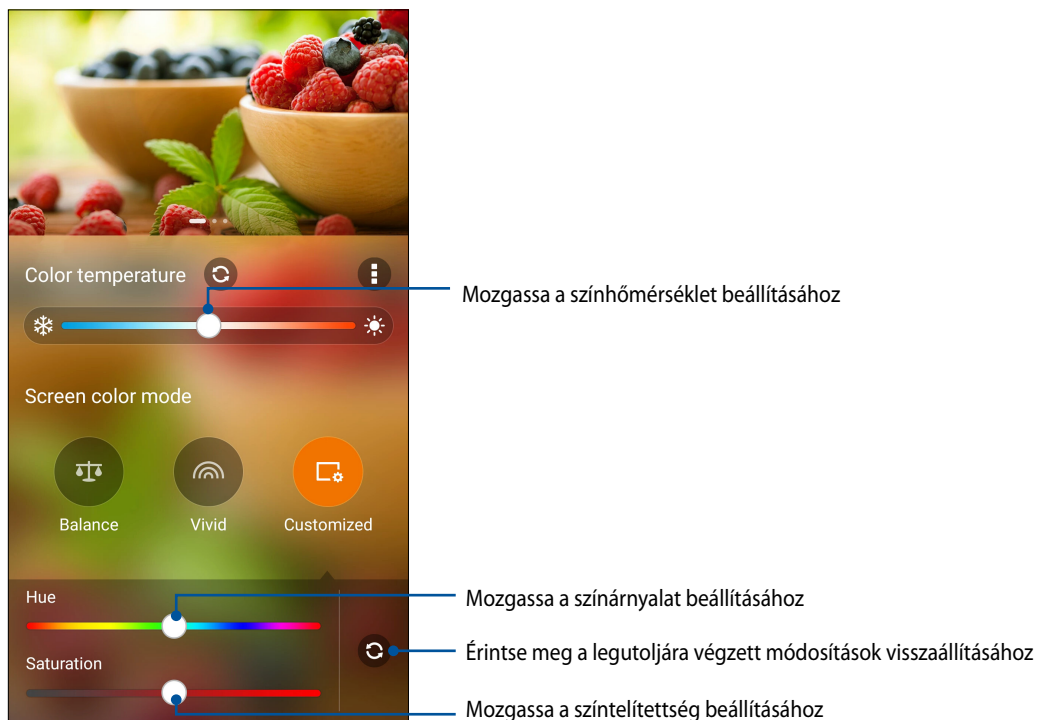 Color temperature
Mozgassa a színhőmérséklet beállításához
Screen color mode
Balance
Vivid
Customized
Hue
Mozgassa a színárnyalat beállításához
Érintse meg a legutoljára végzett módosítások visszaállításához
Saturation
Mozgassa a színtelítettség beállításához